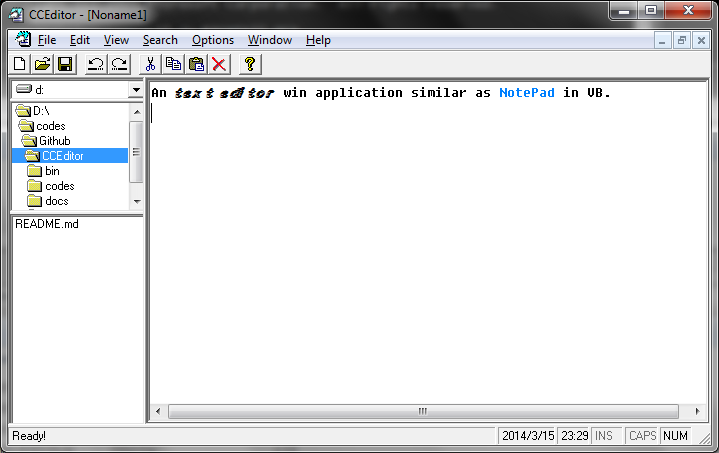 CCEditor - [Noname1]
File Edit View Search Options Window Help
d:
D:\
codes
Github
CCEditor
bin
codes
docs
README.md
An text editor win application similar as NotePad in VB.
Ready!
2014/3/15 23:29 INS CAPS NUM